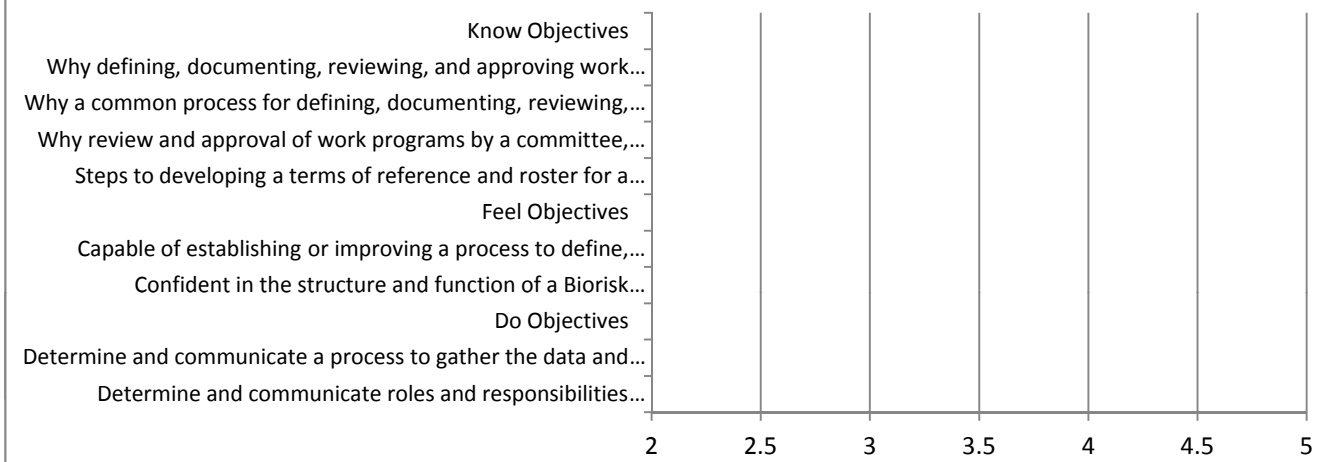 Know Objectives
Why defining, documenting, reviewing, and approving work…
Why a common process for defining, documenting, reviewing,…
Why review and approval of work programs by a committee,…
Steps to developing a terms of reference and roster for a…
Feel Objectives
Capable of establishing or improving a process to define,…
Confident in the structure and function of a Biorisk…
Do Objectives
Determine and communicate a process to gather the data and…
Determine and communicate roles and responsibilities…
2 2.5 3 3.5 4 4.5 5